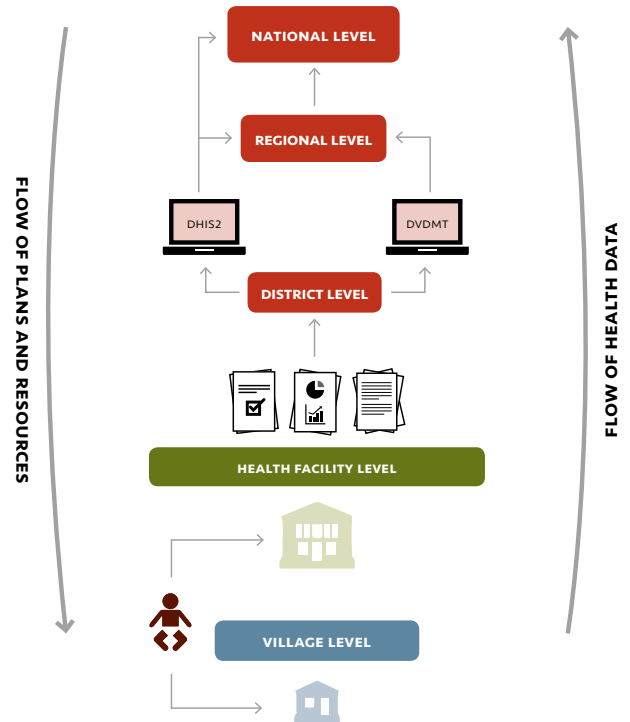 NATIONAL LEVEL
REGIONAL LEVEL
DHIS2
DVDMT
DISTRICT LEVEL
FLOW OF PLANS AND RESOURCES
FLOW OF HEALTH DATA
HEALTH FACILITY LEVEL
VILLAGE LEVEL